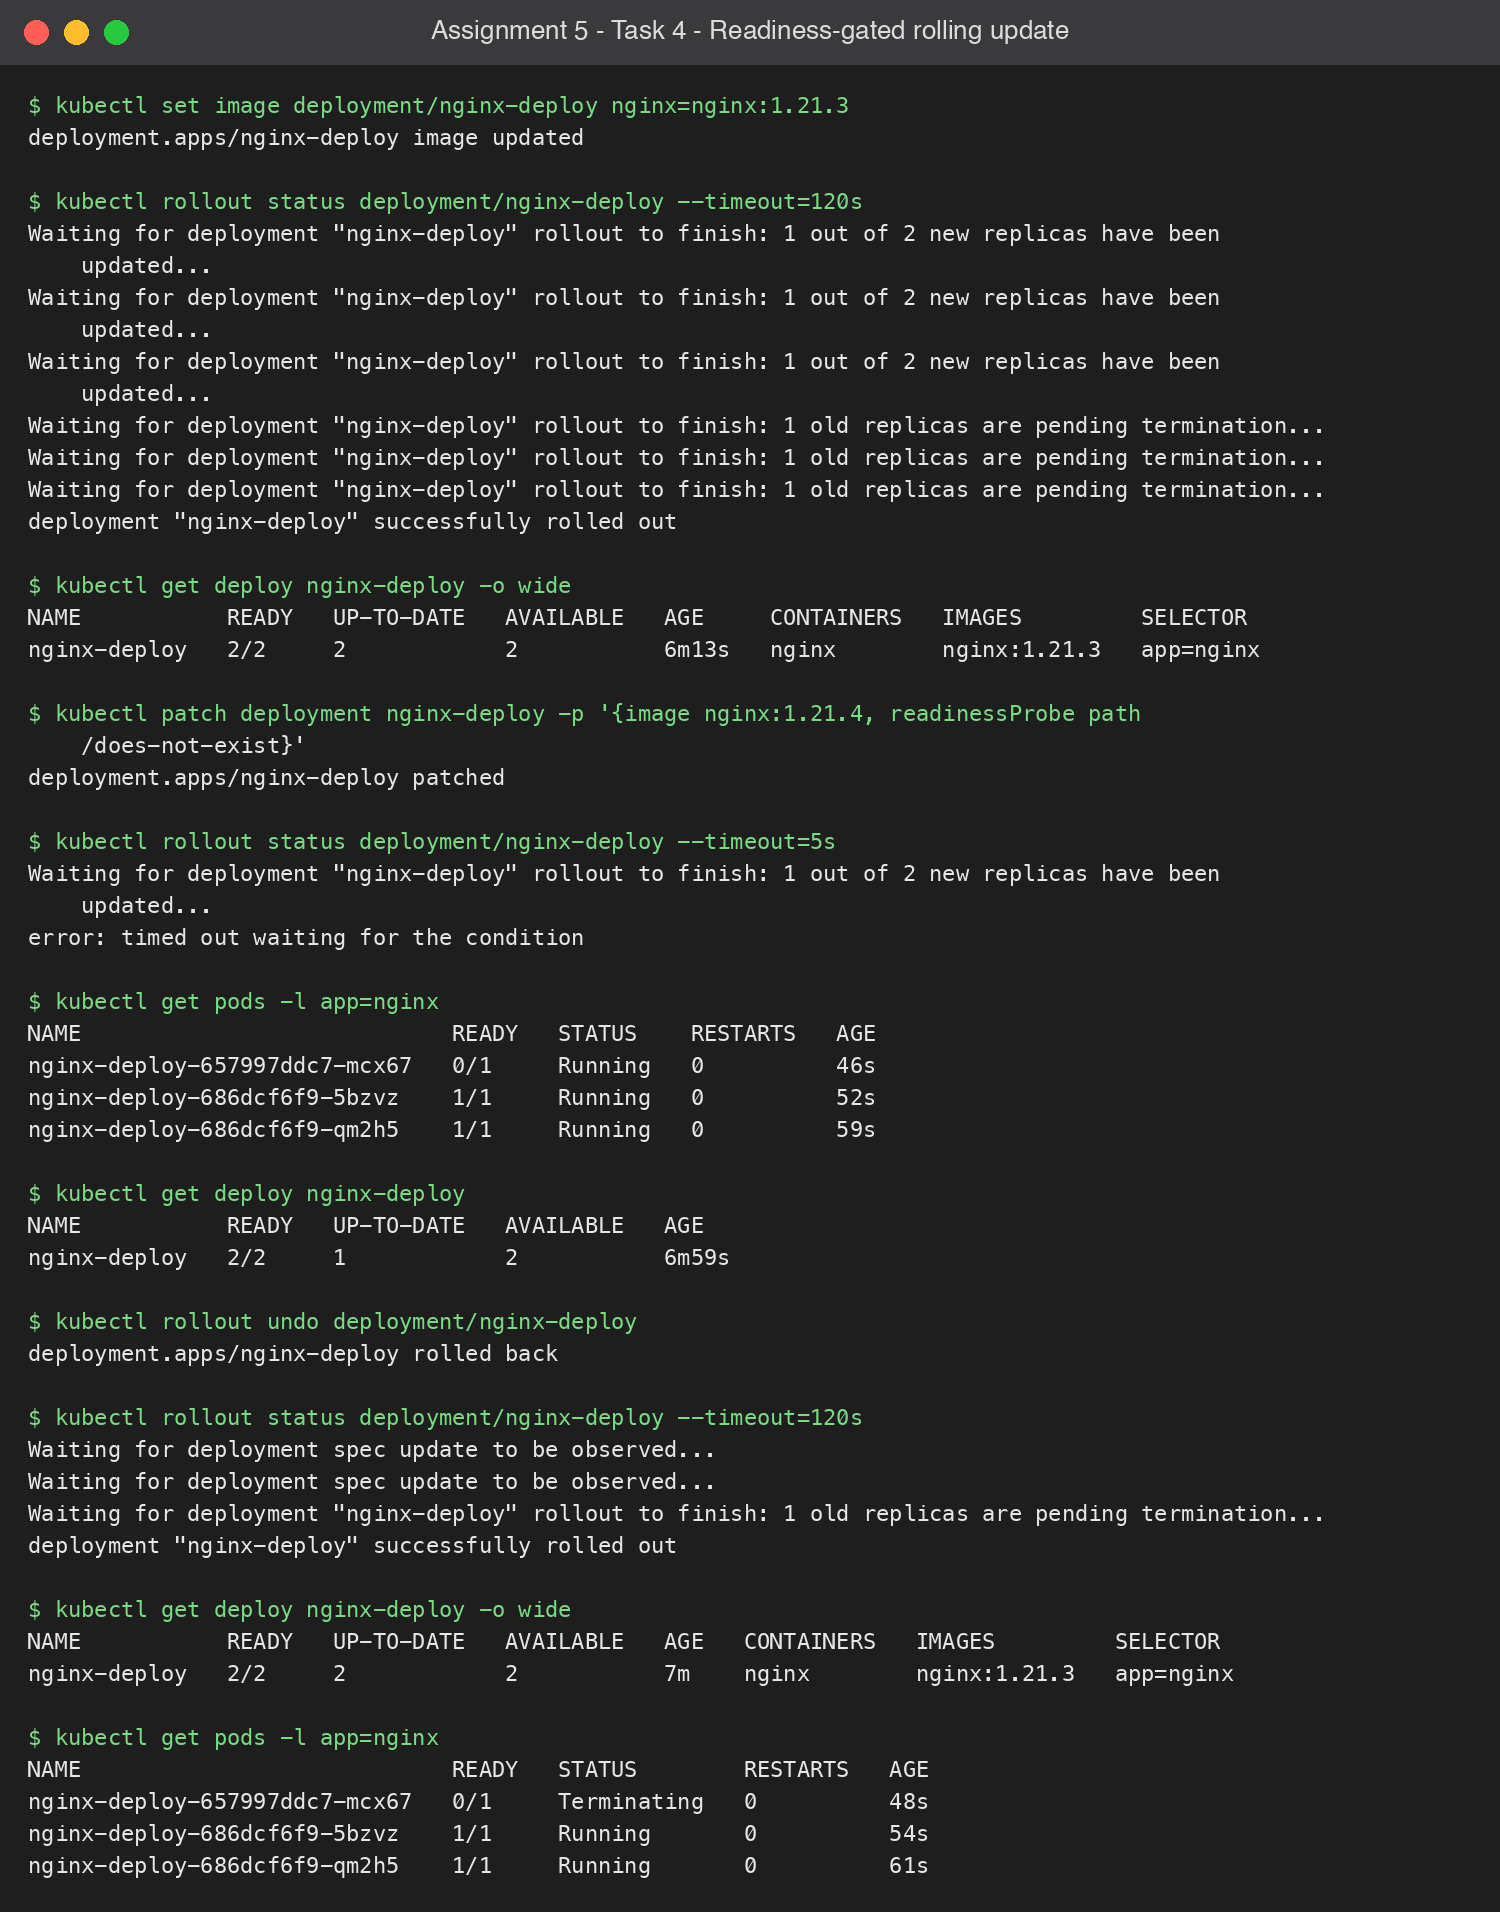 Assignment 5 - Task 4 - Readiness-gated rolling update
$ kubectl set image deployment/nginx-deploy nginx=nginx:1.21.3
deployment.apps/nginx-deploy image updated
$ kubectl rollout status deployment/nginx-deploy --timeout=120s
Waiting for deployment "nginx-deploy" rollout to finish: 1 out of 2 new replicas have been
    updated...
Waiting for deployment "nginx-deploy" rollout to finish: 1 out of 2 new replicas have been
    updated...
Waiting for deployment "nginx-deploy" rollout to finish: 1 out of 2 new replicas have been
    updated...
Waiting for deployment "nginx-deploy" rollout to finish: 1 old replicas are pending termination...
Waiting for deployment "nginx-deploy" rollout to finish: 1 old replicas are pending termination...
Waiting for deployment "nginx-deploy" rollout to finish: 1 old replicas are pending termination...
deployment "nginx-deploy" successfully rolled out
$ kubectl get deploy nginx-deploy -o wide
NAME           READY   UP-TO-DATE   AVAILABLE   AGE     CONTAINERS   IMAGES         SELECTOR
nginx-deploy   2/2     2            2           6m13s   nginx        nginx:1.21.3   app=nginx
$ kubectl patch deployment nginx-deploy -p '{image nginx:1.21.4, readinessProbe path
    /does-not-exist}'
deployment.apps/nginx-deploy patched
$ kubectl rollout status deployment/nginx-deploy --timeout=5s
Waiting for deployment "nginx-deploy" rollout to finish: 1 out of 2 new replicas have been
    updated...
error: timed out waiting for the condition
$ kubectl get pods -l app=nginx
NAME                            READY   STATUS    RESTARTS   AGE
nginx-deploy-657997ddc7-mcx67   0/1     Running   0          46s
nginx-deploy-686dcf6f9-5bzvz    1/1     Running   0          52s
nginx-deploy-686dcf6f9-qm2h5    1/1     Running   0          59s
$ kubectl get deploy nginx-deploy
NAME           READY   UP-TO-DATE   AVAILABLE   AGE
nginx-deploy   2/2     1            2           6m59s
$ kubectl rollout undo deployment/nginx-deploy
deployment.apps/nginx-deploy rolled back
$ kubectl rollout status deployment/nginx-deploy --timeout=120s
Waiting for deployment spec update to be observed...
Waiting for deployment spec update to be observed...
Waiting for deployment "nginx-deploy" rollout to finish: 1 old replicas are pending termination...
deployment "nginx-deploy" successfully rolled out
$ kubectl get deploy nginx-deploy -o wide
NAME           READY   UP-TO-DATE   AVAILABLE   AGE   CONTAINERS   IMAGES         SELECTOR
nginx-deploy   2/2     2            2           7m    nginx        nginx:1.21.3   app=nginx
$ kubectl get pods -l app=nginx
NAME                            READY   STATUS        RESTARTS   AGE
nginx-deploy-657997ddc7-mcx67   0/1     Terminating   0          48s
nginx-deploy-686dcf6f9-5bzvz    1/1     Running       0          54s
nginx-deploy-686dcf6f9-qm2h5    1/1     Running       0          61s